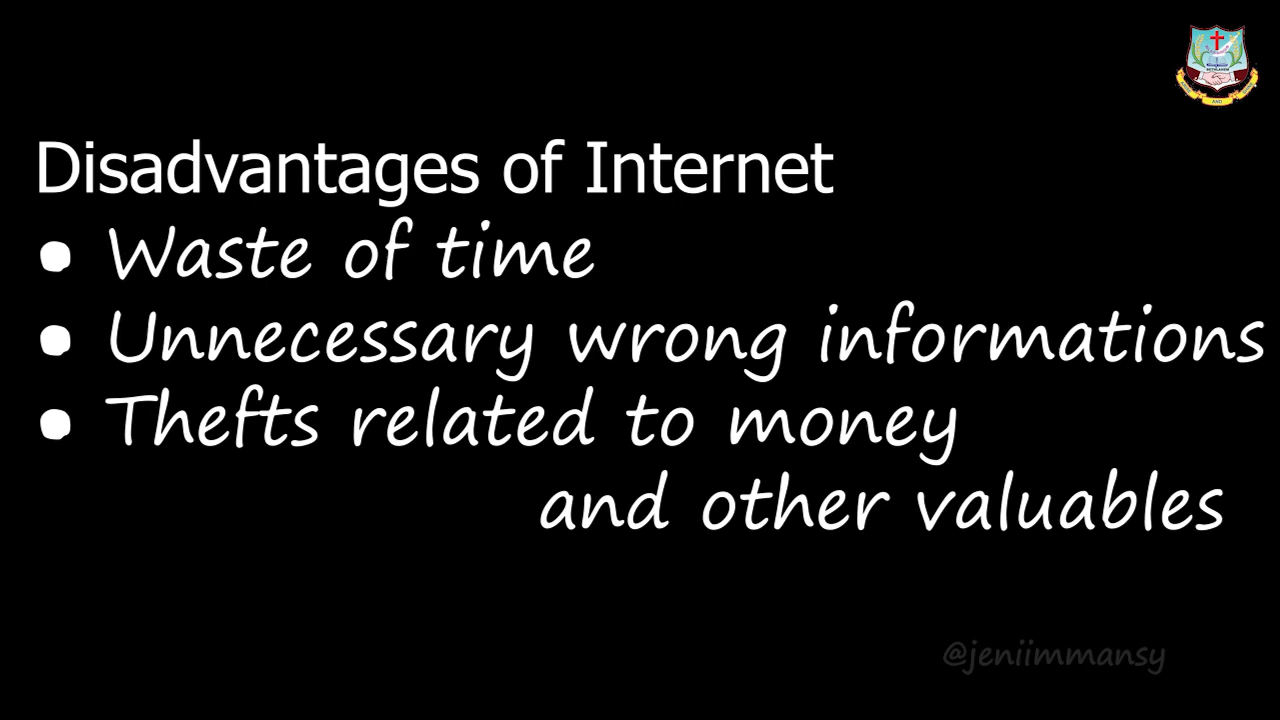 Disadvantages of Internet
• Waste of time
• Unnecessary wrong informations
• Thefts related to money
and other valuables
@jeniimmansy